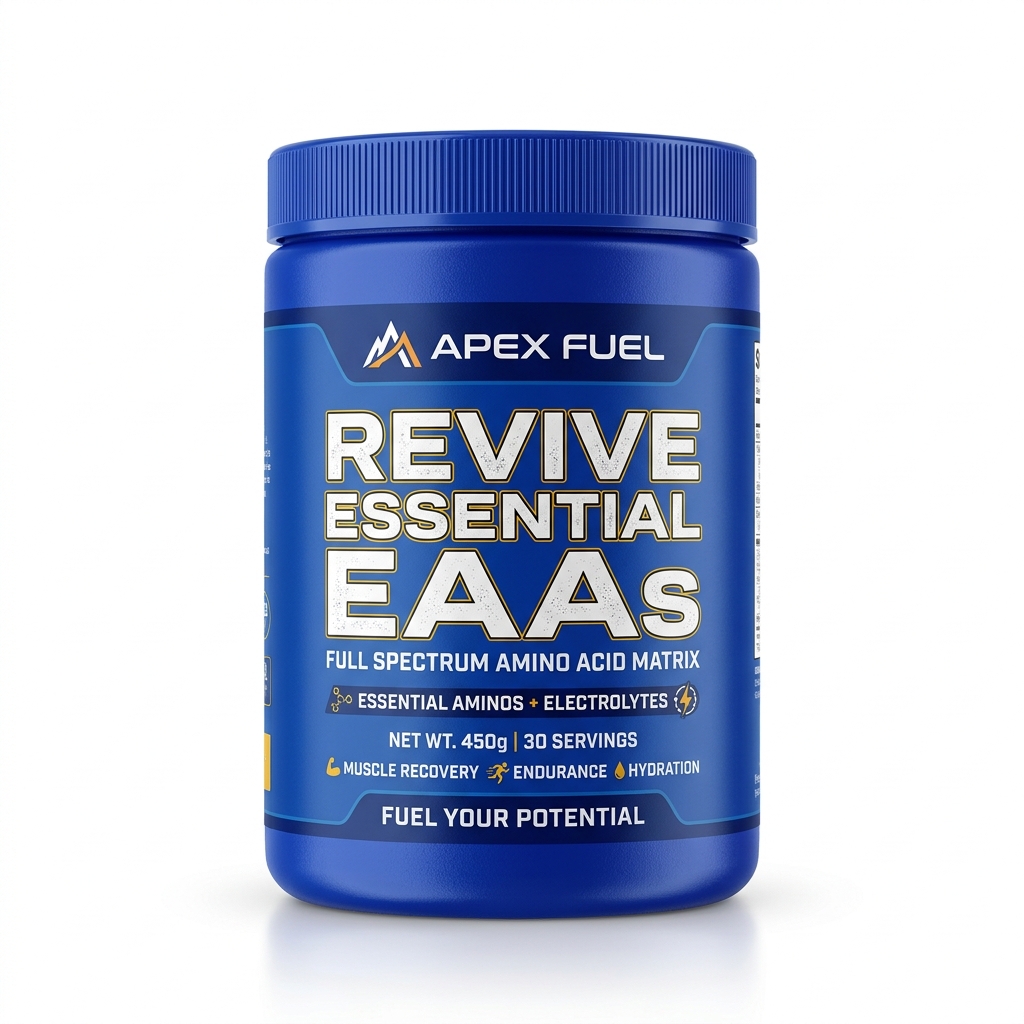 APEX FUEL
REVIVE
ESSENTIAL
EAAs
FULL SPECTRUM AMINO ACID MATRIX
ESSENTIAL AMINOS + ELECTROLYTES
NET WT. 450g | 30 SERVINGS
MUSCLE RECOVERY ENDURANCE HYDRATION
FUEL YOUR POTENTIAL